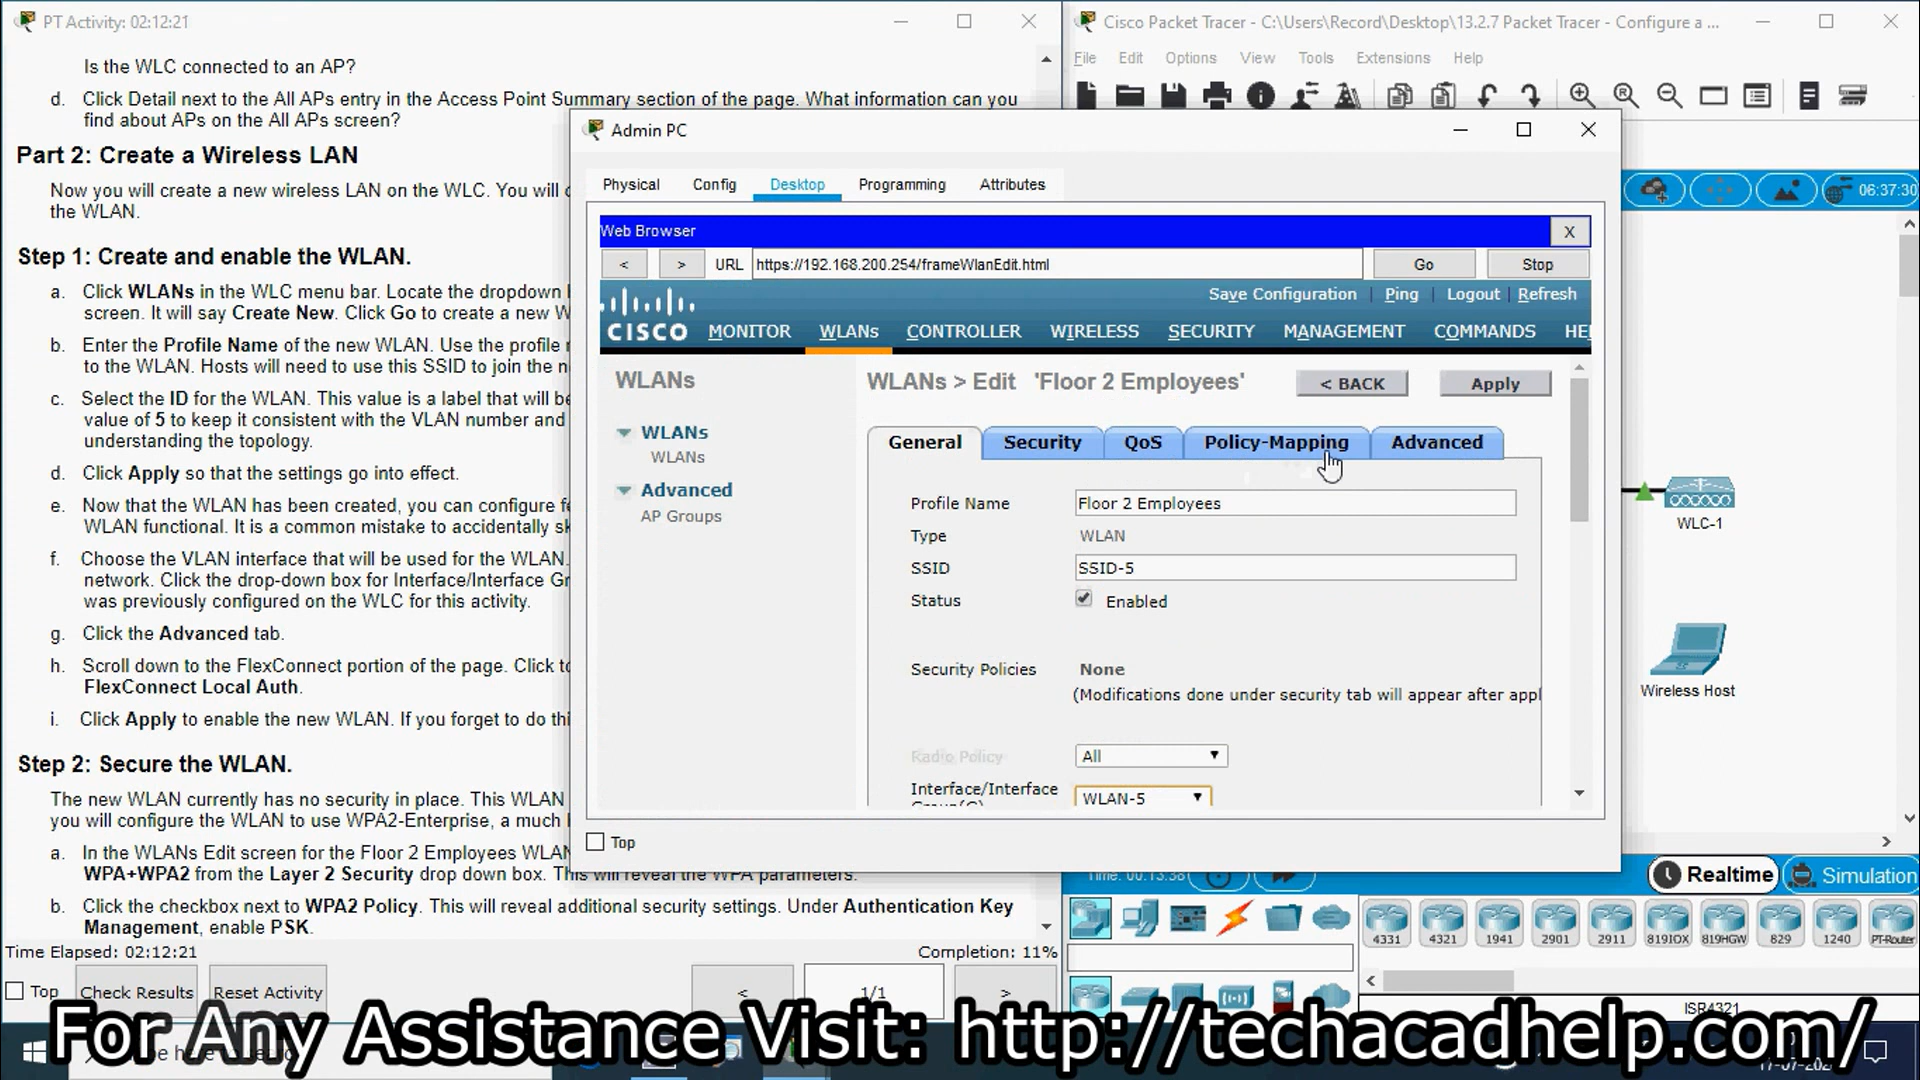 PT Activity: 02:12:21
Is the WLC connected to an AP?
d. Click Detail next to the All APs entry in the Access Point Summary section of the page. What information can you
find about APs on the All APs screen?
Part 2: Create a Wireless LAN
Now you will create a new wireless LAN on the WLC. You will c
the WLAN.
Step 1: Create and enable the WLAN.
a. Click WLANs in the WLC menu bar. Locate the dropdown
screen. It will say Create New. Click Go to create a new W
b. Enter the Profile Name of the new WLAN. Use the profile
to the WLAN. Hosts will need to use this SSID to join the n
c. Select the ID for the WLAN. This value is a label that will be
value of 5 to keep it consistent with the VLAN number and
understanding the topology.
d. Click Apply so that the settings go into effect.
e. Now that the WLAN has been created, you can configure fe
WLAN functional. It is a common mistake to accidentally sk
f. Choose the VLAN interface that will be used for the WLAN.
network. Click the drop-down box for Interface/Interface Gr
was previously configured on the WLC for this activity.
g. Click the Advanced tab.
h. Scroll down to the FlexConnect portion of the page. Click to
FlexConnect Local Auth.
i. Click Apply to enable the new WLAN. If you forget to do thi
Step 2: Secure the WLAN.
The new WLAN currently has no security in place. This WLAN
you will configure the WLAN to use WPA2-Enterprise, a much
a. In the WLANs Edit screen for the Floor 2 Employees WLAN
WPA+WPA2 from the Layer 2 Security drop down box. This will reveal the WPA parameters.
b. Click the checkbox next to WPA2 Policy. This will reveal additional security settings. Under Authentication Key
Management, enable PSK.
Time Elapsed: 02:12:21 Completion: 11%
Top Check Results Reset Activity < 1/1 >
Cisco Packet Tracer - C:\Users\Record\Desktop\13.2.7 Packet Tracer - Configure a ...
File Edit Options View Tools Extensions Help
06:37:30
Admin PC
Physical Config Desktop Programming Attributes
Web Browser X
< > URL https://192.168.200.254/frameWlanEdit.html Go Stop
Save Configuration Ping Logout Refresh
CISCO MONITOR WLANs CONTROLLER WIRELESS SECURITY MANAGEMENT COMMANDS HE
WLANs
WLANs
WLANs
Advanced
AP Groups
WLANs > Edit 'Floor 2 Employees' < BACK Apply
General Security QoS Policy-Mapping Advanced
Profile Name Floor 2 Employees
Type WLAN
SSID SSID-5
Status Enabled
Security Policies None
(Modifications done under security tab will appear after appl
Radio Policy All
Interface/Interface
Group(G) WLAN-5
Top
WLC-1
Wireless Host
Time: 00:13:38
Realtime Simulation
4331 4321 1941 2901 2911 819IOX 819HGW 829 1240 PT-Router
ISR4321
For Any Assistance Visit: http://techacadhelp.com/